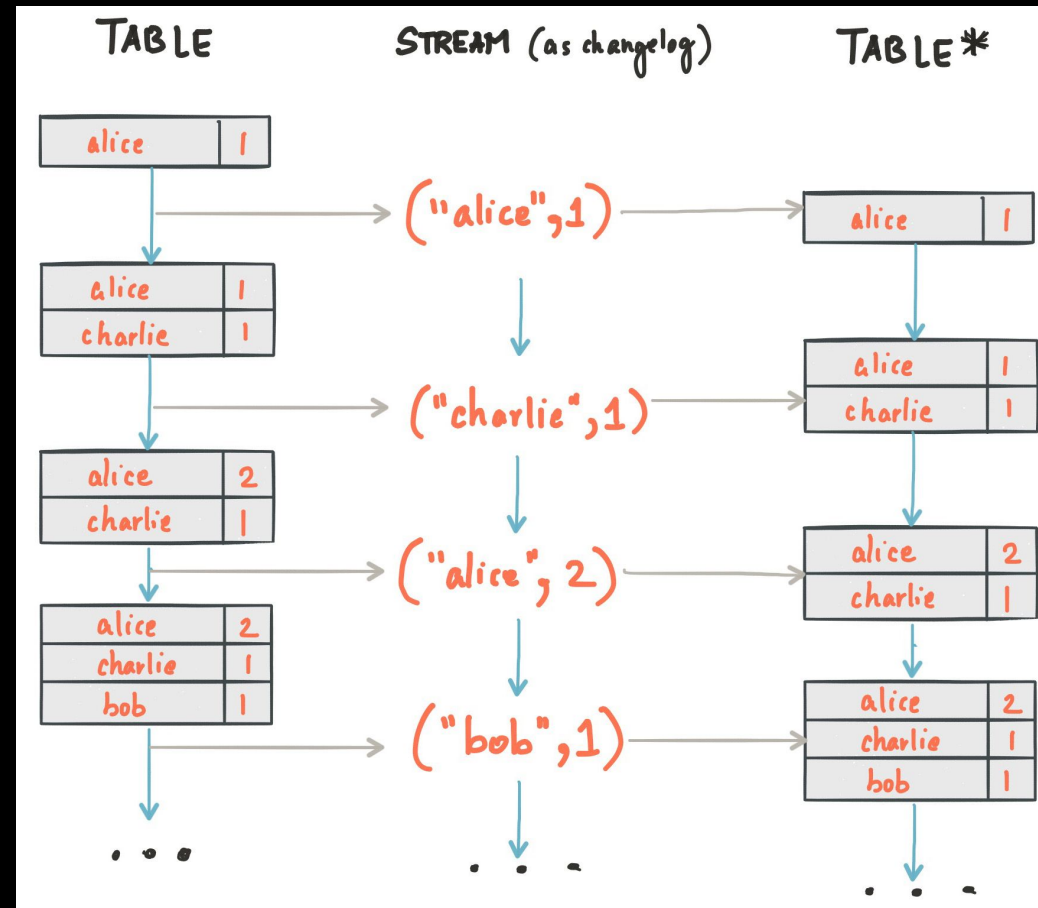 TABLE
STREAM (as changelog)
TABLE*
alice 1
("alice",1)
alice 1
alice 1
charlie 1
("charlie",1)
alice 1
charlie 1
alice 2
charlie 1
("alice", 2)
alice 2
charlie 1
alice 2
charlie 1
bob 1
("bob",1)
alice 2
charlie 1
bob 1
...
...
...